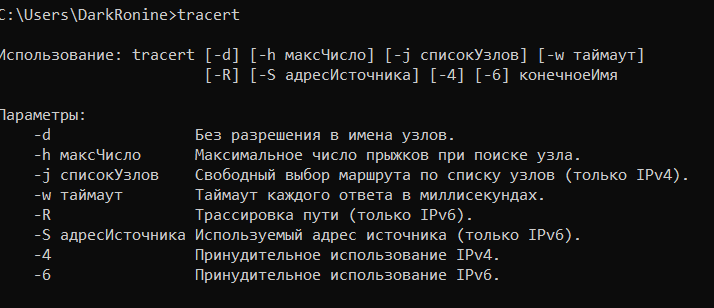 C:\Users\DarkRonine>tracert
Использование: tracert [-d] [-h максЧисло] [-j списокУзлов] [-w таймаут]
[-R] [-S адресИсточника] [-4] [-6] конечноеИмя
Параметры:
-d Без разрешения в имена узлов.
-h максЧисло Максимальное число прыжков при поиске узла.
-j списокУзлов Свободный выбор маршрута по списку узлов (только IPv4).
-w таймаут Таймаут каждого ответа в миллисекундах.
-R Трассировка пути (только IPv6).
-S адресИсточника Используемый адрес источника (только IPv6).
-4 Принудительное использование IPv4.
-6 Принудительное использование IPv6.